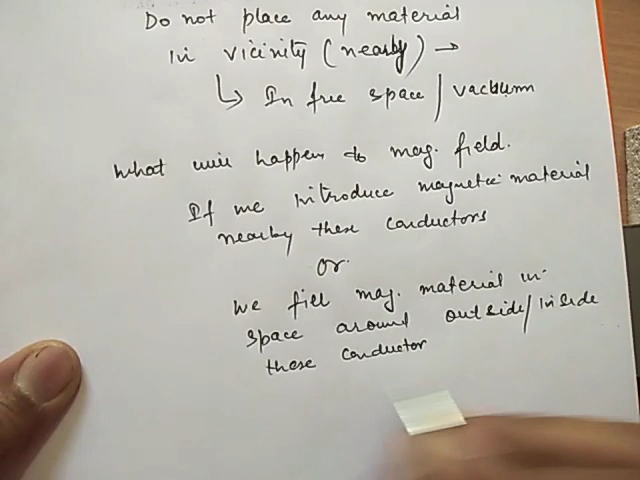 Do not place any material
in vicinity (nearby) →
↳ In free space / vacuum
What will happen to mag. field.
If we introduce magnetic material
nearby these conductors
or
we fill mag. material in
space around outside/inside
these conductor